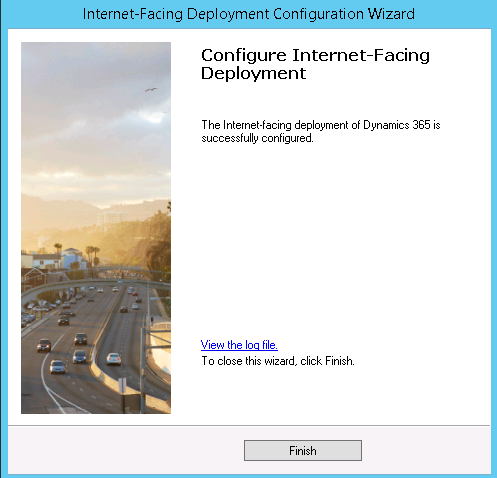 Internet-Facing Deployment Configuration Wizard
Configure Internet-Facing
Deployment
The Internet-facing deployment of Dynamics 365 is
successfully configured.
View the log file.
To close this wizard, click Finish.
Finish